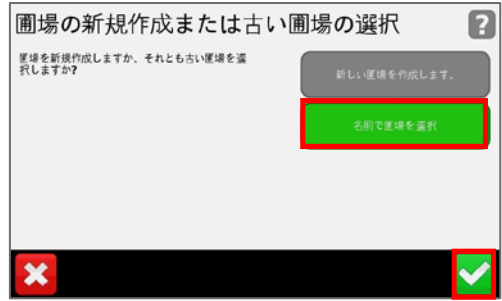 圃場の新規作成または古い圃場の選択
?
圃場を新規作成しますか、それとも古い圃場を選
択しますか?
新しい圃場を作成します。
名前で圃場を選択